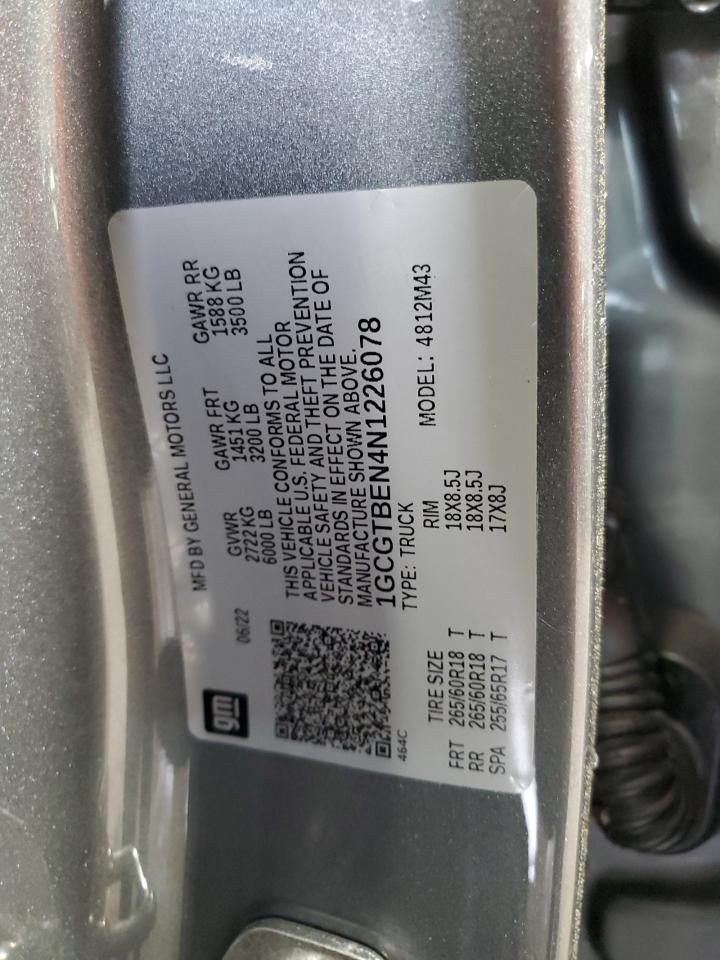 gm
MFD BY GENERAL MOTORS LLC
06/22
GVWR GAWR FRT GAWR RR
2722 KG 1451 KG 1588 KG
6000 LB 3200 LB 3500 LB
THIS VEHICLE CONFORMS TO ALL
APPLICABLE U.S. FEDERAL MOTOR
VEHICLE SAFETY AND THEFT PREVENTION
STANDARDS IN EFFECT ON THE DATE OF
MANUFACTURE SHOWN ABOVE.
1GCGTBEN4N1226078
464C
TYPE: TRUCK MODEL: 4812M43
TIRE SIZE RIM
FRT 265/60R18 T 18X8.5J
RR 265/60R18 T 18X8.5J
SPA 255/65R17 T 17X8J